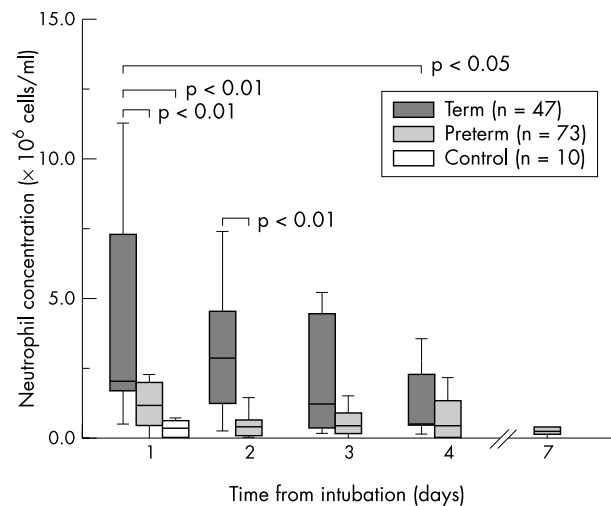 15.0
p < 0.05
p < 0.01
p < 0.01
Term (n = 47)
Preterm (n = 73)
Control (n = 10)
10.0
p < 0.01
5.0
0.0
Neutrophil concentration (× 10⁶ cells/ml)
1 2 3 4 7
Time from intubation (days)